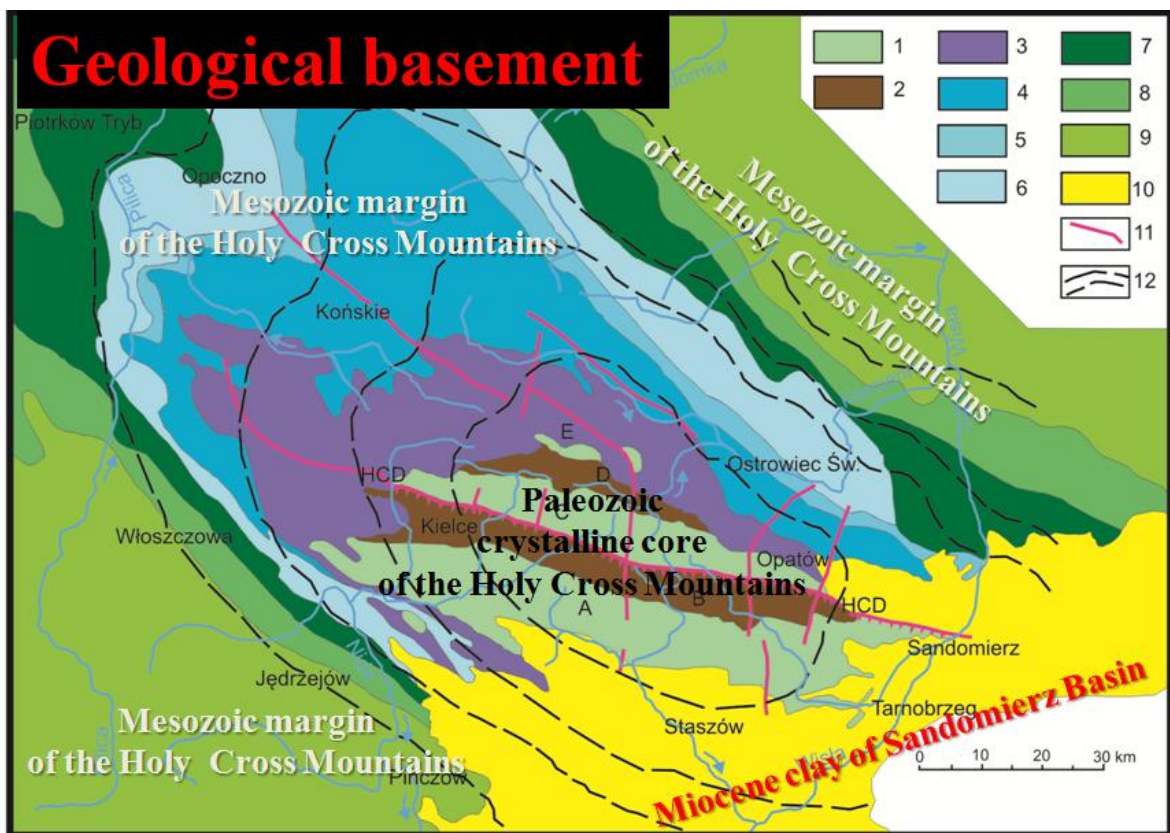 Geological basement
1
2
3
4
5
6
7
8
9
10
11
12
Piotrków Tryb
Opoczno
Pilica
Mesozoic margin
of the Holy Cross Mountains
Mesozoic margin
of the Holy Cross Mountains
Wisła
Końskie
E
D
HCD
Ostrowiec Św.
Paleozoic
C
Kielce
crystalline core
of the Holy Cross Mountains
Włoszczowa
Opatów
A
B
HCD
Sandomierz
Nida
Jędrzejów
Mesozoic margin
of the Holy Cross Mountains
Pińczów
Staszów
Tarnobrzeg
Wisła
Miocene clay of Sandomierz Basin
0 10 20 30 km